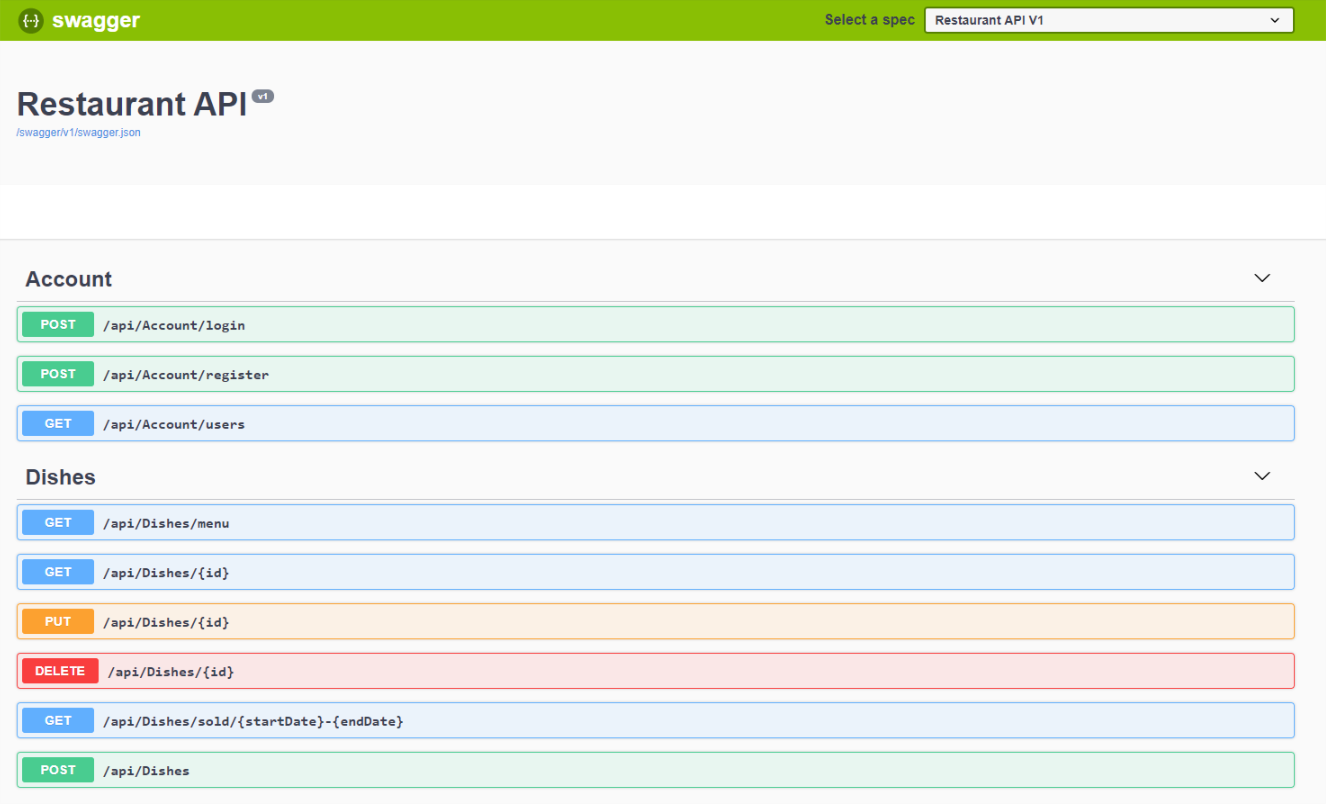 {··} swagger Select a spec Restaurant API V1
Restaurant API v1
/swagger/v1/swagger.json
Account
POST /api/Account/login
POST /api/Account/register
GET /api/Account/users
Dishes
GET /api/Dishes/menu
GET /api/Dishes/{id}
PUT /api/Dishes/{id}
DELETE /api/Dishes/{id}
GET /api/Dishes/sold/{startDate}-{endDate}
POST /api/Dishes